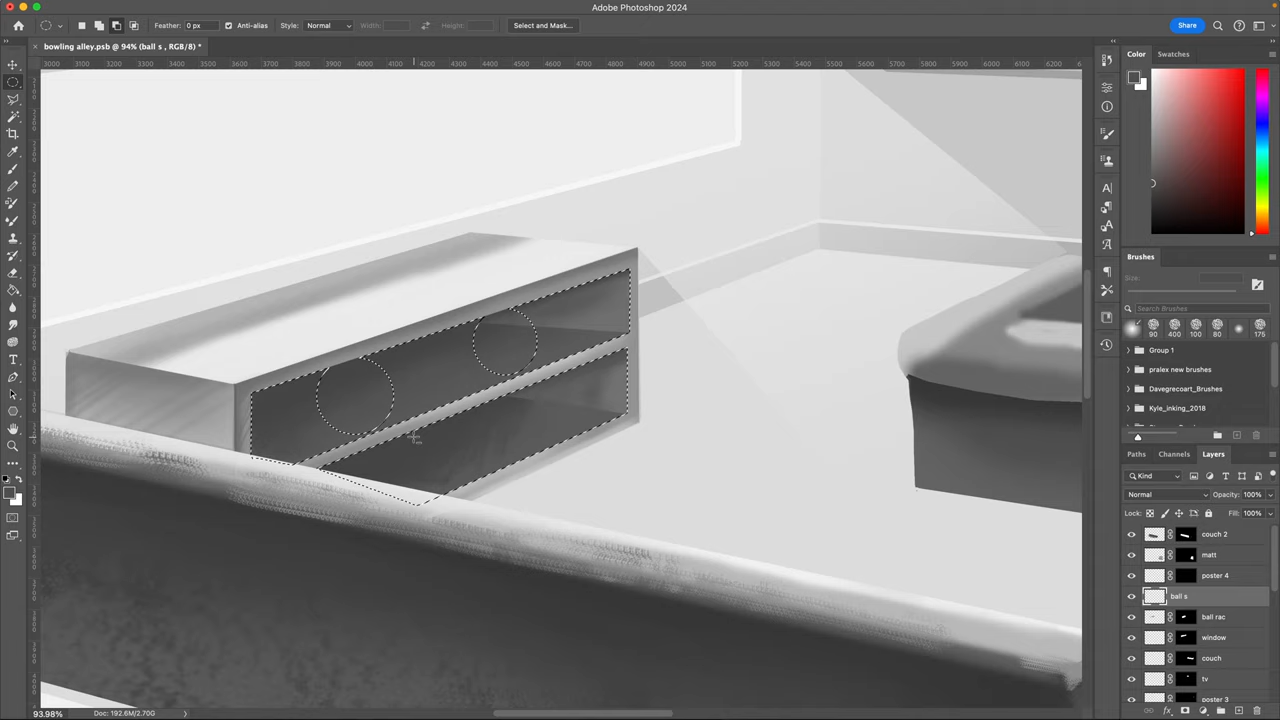 Adobe Photoshop 2024
Feather: 0 px Anti-alias Style: Normal Width: Height: Select and Mask... Share
× bowling alley.psb @ 94% (ball s , RGB/8) *
3000 3100 3200 3300 3400 3500 3600 3700 3800 3900 4000 4100 4200 4300 4400 4500 4600 4700 4800 4900 5000 5100 5200 5300 5400 5500 5600 5700 5800 5900 6000 6100 6200 6300
Color Swatches
Brushes
Size:
Search Brushes
90 400 100 80 175
Group 1
pralex new brushes
Davegrecoart_Brushes
Kyle_inking_2018
Paths Channels Layers
Kind
Normal Opacity: 100%
Lock: Fill: 100%
couch 2
matt
poster 4
ball s
ball rac
window
couch
tv
poster 3
93.98% Doc: 192.6M/2.70G